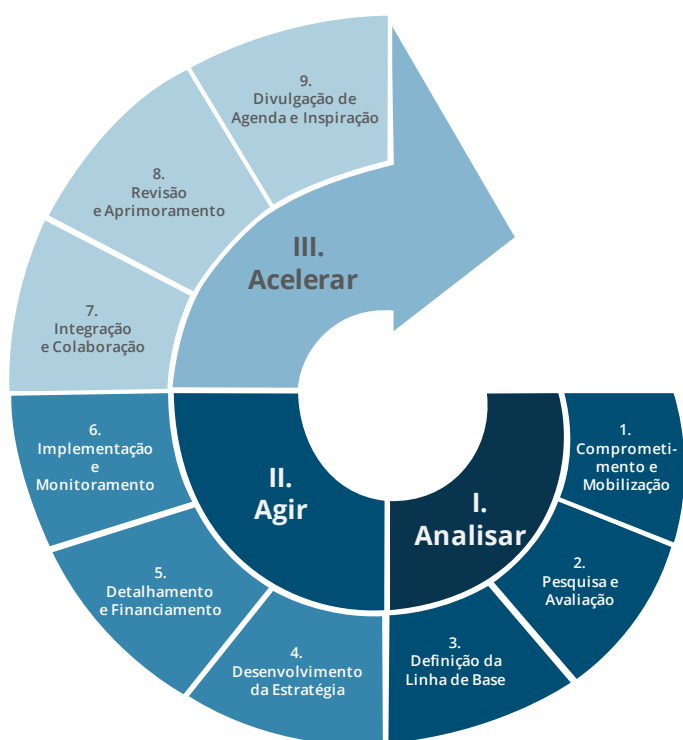 I.
Analisar
1.
Comprometi-
mento e
Mobilização
2.
Pesquisa e
Avaliação
3.
Definição da
Linha de Base
II.
Agir
4.
Desenvolvimento
da Estratégia
5.
Detalhamento
e Financiamento
6.
Implementação
e
Monitoramento
III.
Acelerar
7.
Integração
e Colaboração
8.
Revisão
e Aprimoramento
9.
Divulgação de
Agenda e Inspiração